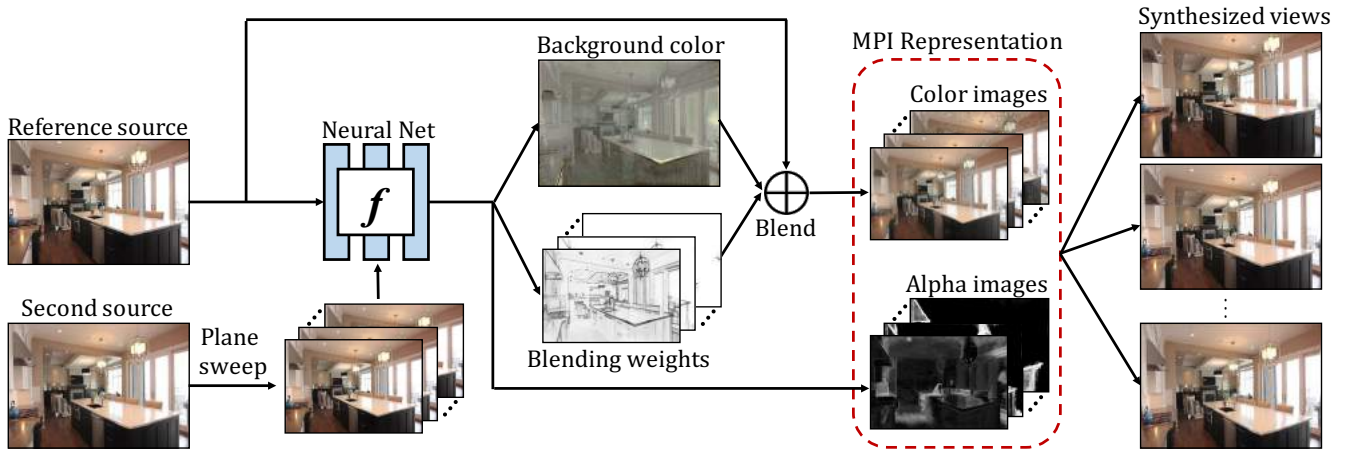 Reference source
Second source
Plane
sweep
Neural Net
f
Background color
Blending weights
Blend
MPI Representation
Color images
Alpha images
Synthesized views